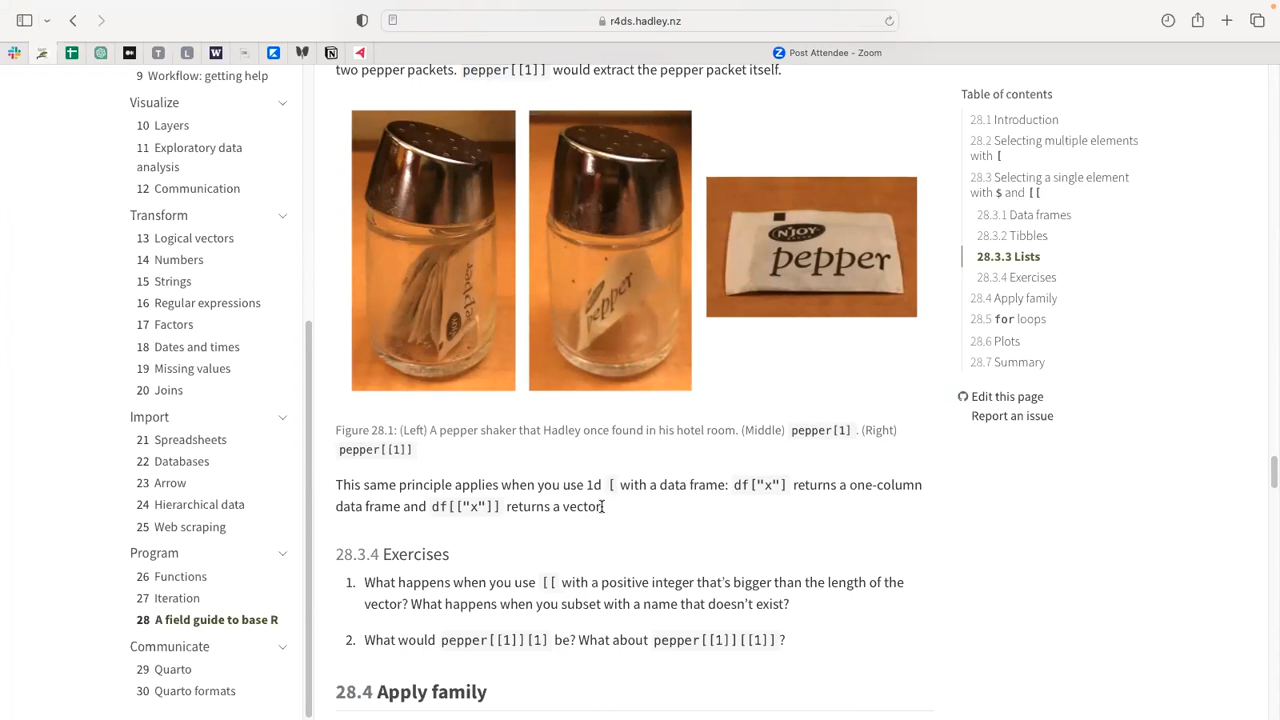 r4ds.hadley.nz
Post Attendee - Zoom
9 Workflow: getting help
Visualize
10 Layers
11 Exploratory data
analysis
12 Communication
Transform
13 Logical vectors
14 Numbers
15 Strings
16 Regular expressions
17 Factors
18 Dates and times
19 Missing values
20 Joins
Import
21 Spreadsheets
22 Databases
23 Arrow
24 Hierarchical data
25 Web scraping
Program
26 Functions
27 Iteration
28 A field guide to base R
Communicate
29 Quarto
30 Quarto formats
two pepper packets. pepper[[1]] would extract the pepper packet itself.
NJOY
pepper
N'JOY
pepper
Figure 28.1: (Left) A pepper shaker that Hadley once found in his hotel room. (Middle) pepper[1] . (Right)
pepper[[1]]
This same principle applies when you use 1d [ with a data frame: df["x"] returns a one-column
data frame and df[["x"]] returns a vector.
28.3.4 Exercises
1. What happens when you use [[ with a positive integer that's bigger than the length of the
vector? What happens when you subset with a name that doesn't exist?
2. What would pepper[[1]][1] be? What about pepper[[1]][[1]] ?
28.4 Apply family
Table of contents
28.1 Introduction
28.2 Selecting multiple elements
with [
28.3 Selecting a single element
with $ and [[
28.3.1 Data frames
28.3.2 Tibbles
28.3.3 Lists
28.3.4 Exercises
28.4 Apply family
28.5 for loops
28.6 Plots
28.7 Summary
Edit this page
Report an issue